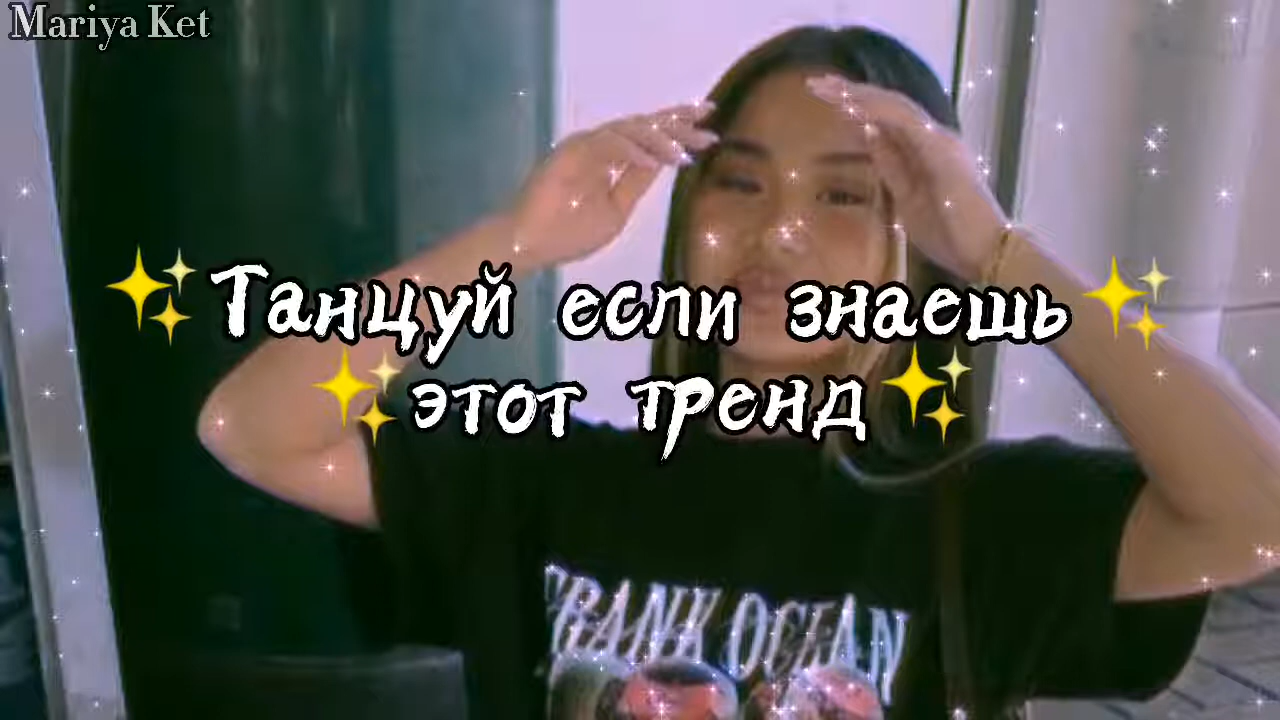 Mariya Ket
✨Танцуй если знаешь✨
✨этот тренд✨
FRANK OCEAN